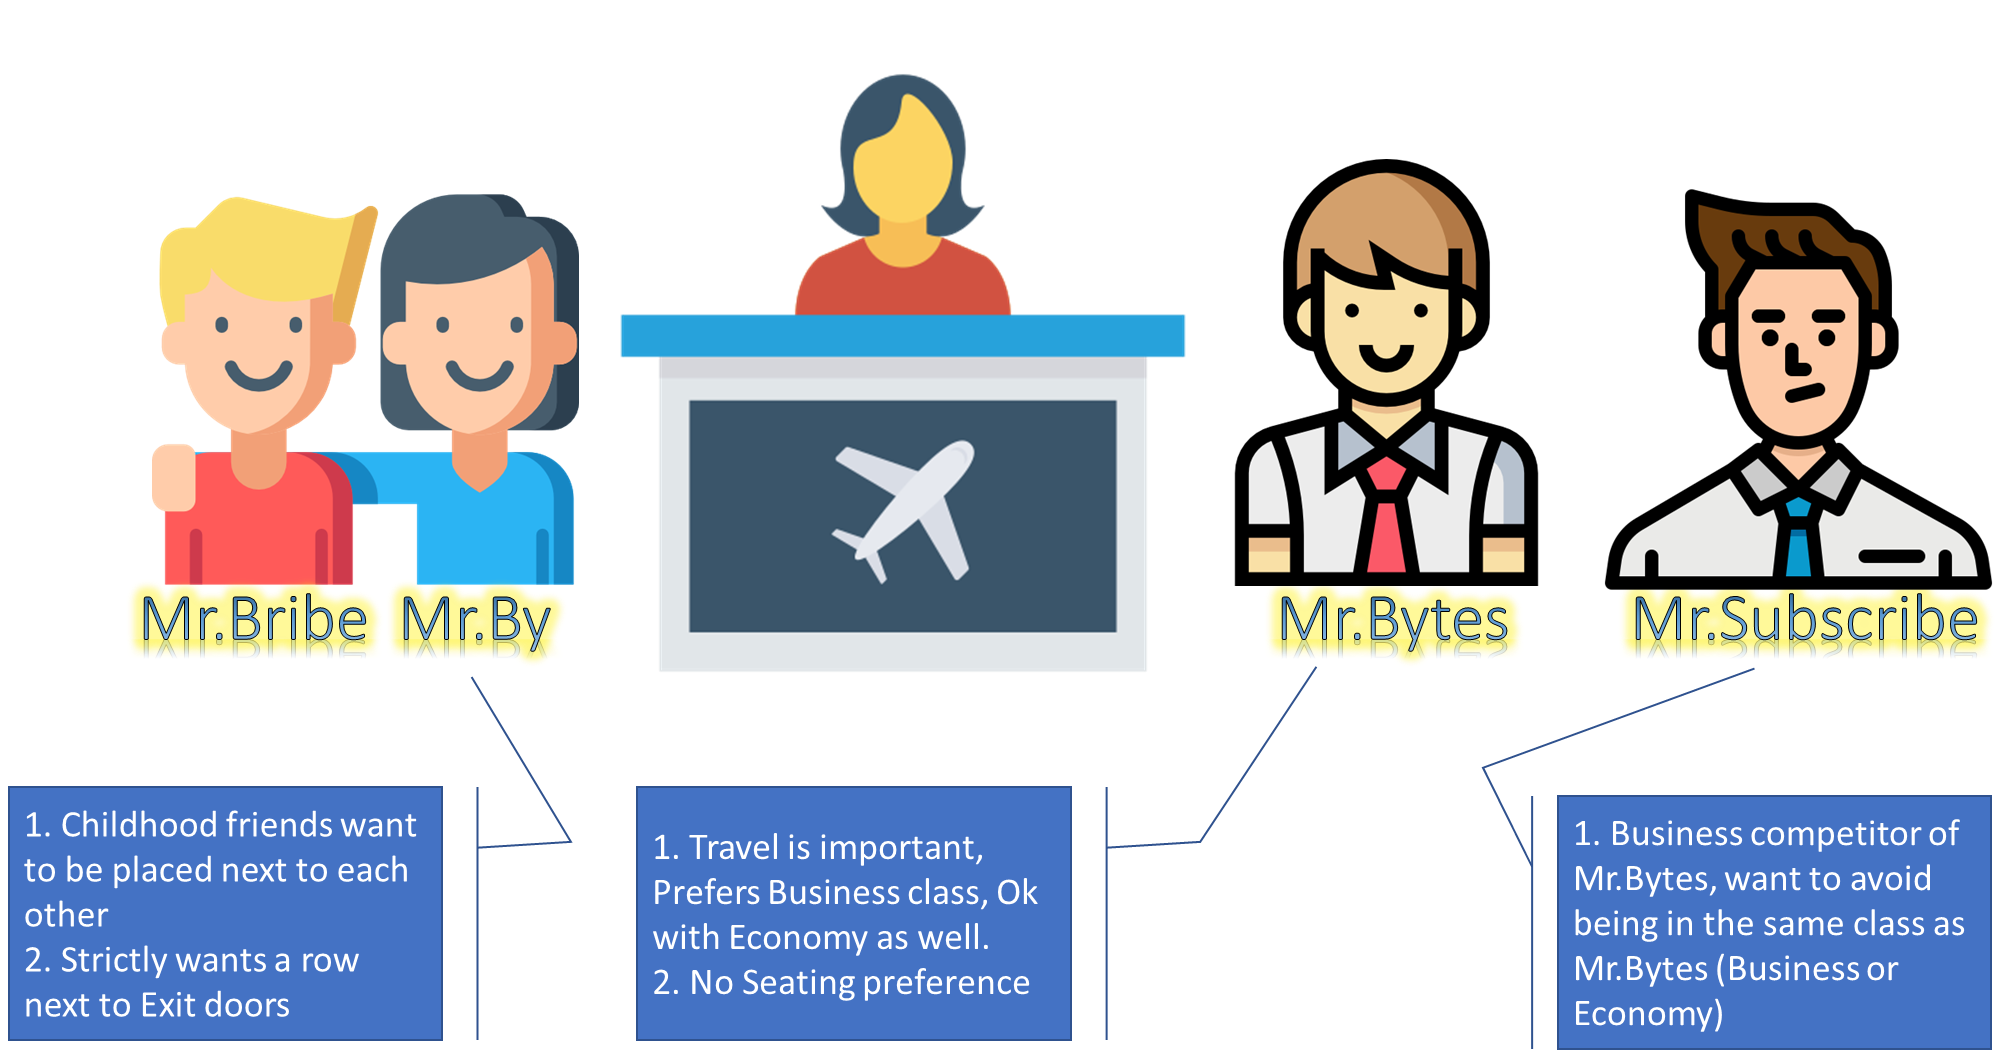 Mr.Bribe
Mr.By
Mr.Bytes
Mr.Subscribe
1. Childhood friends want
to be placed next to each
other
2. Strictly wants a row
next to Exit doors
1. Travel is important,
Prefers Business class, Ok
with Economy as well.
2. No Seating preference
1. Business competitor of
Mr.Bytes, want to avoid
being in the same class as
Mr.Bytes (Business or
Economy)